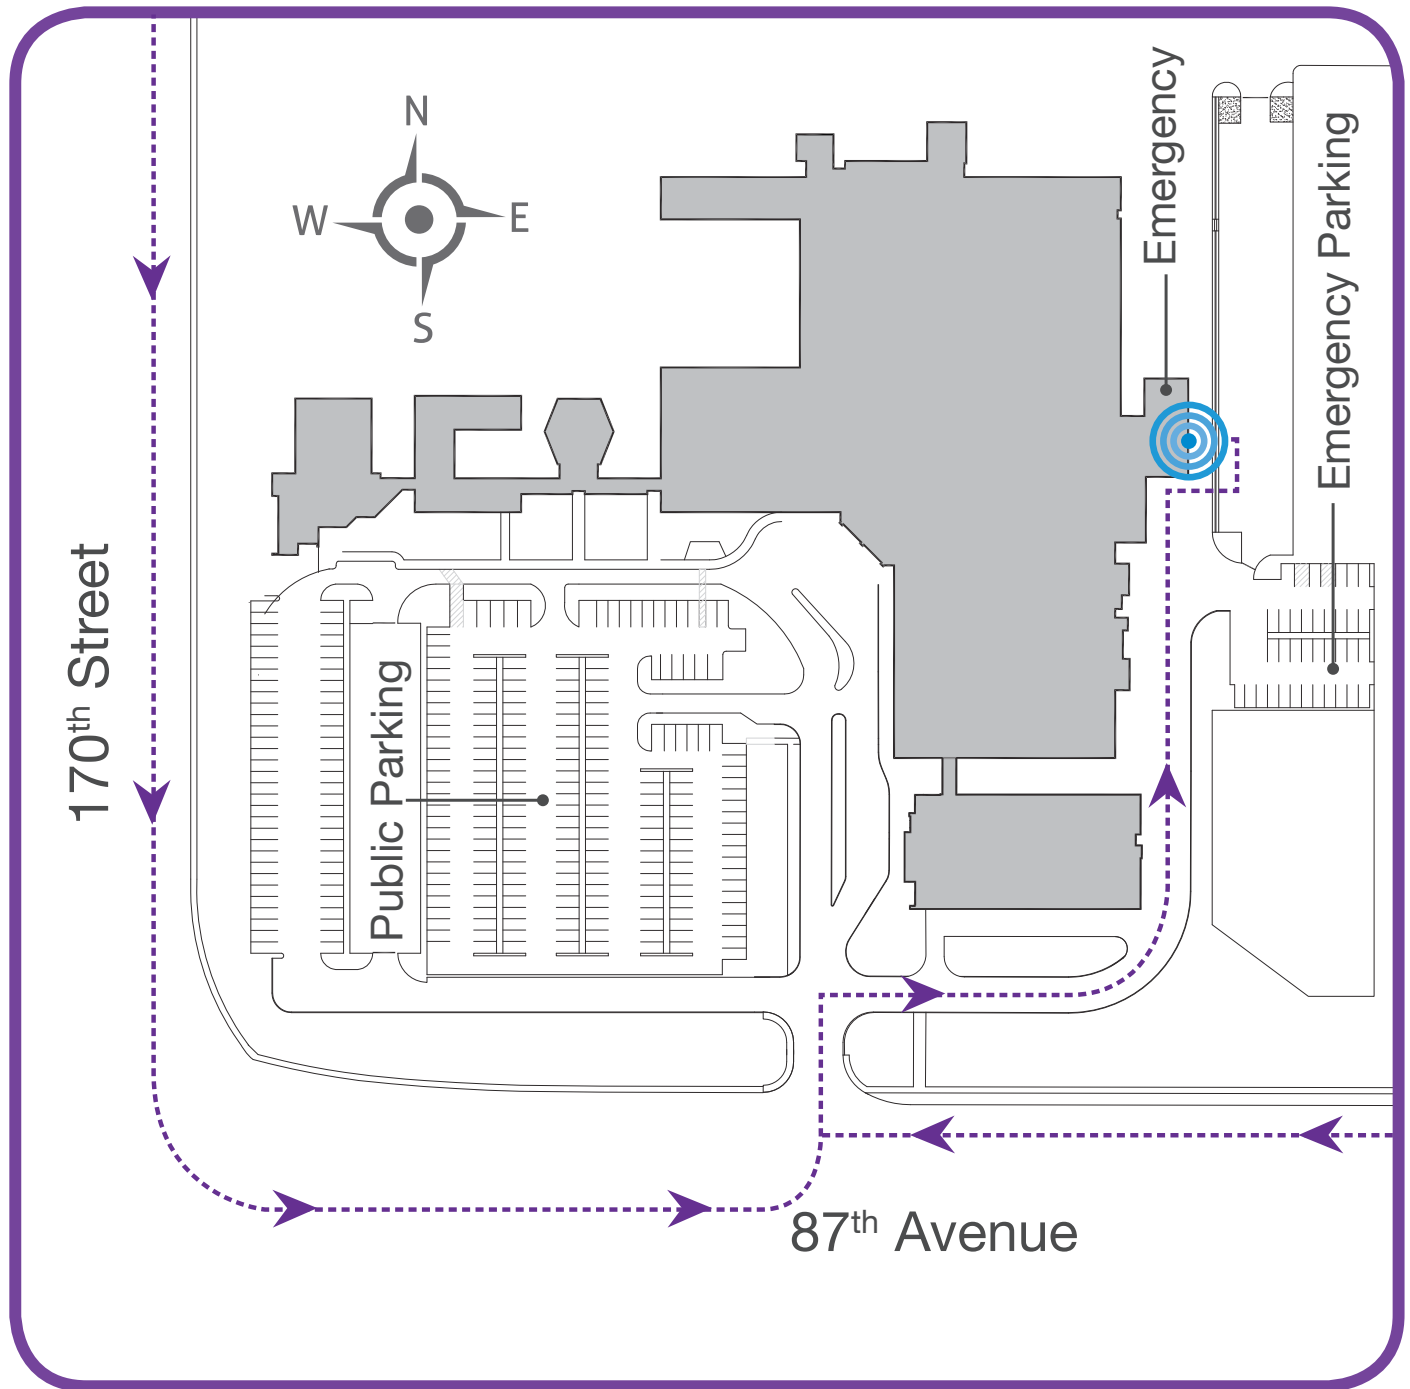 N
W
E
S
Emergency
Emergency Parking
170th Street
Public Parking
87th Avenue